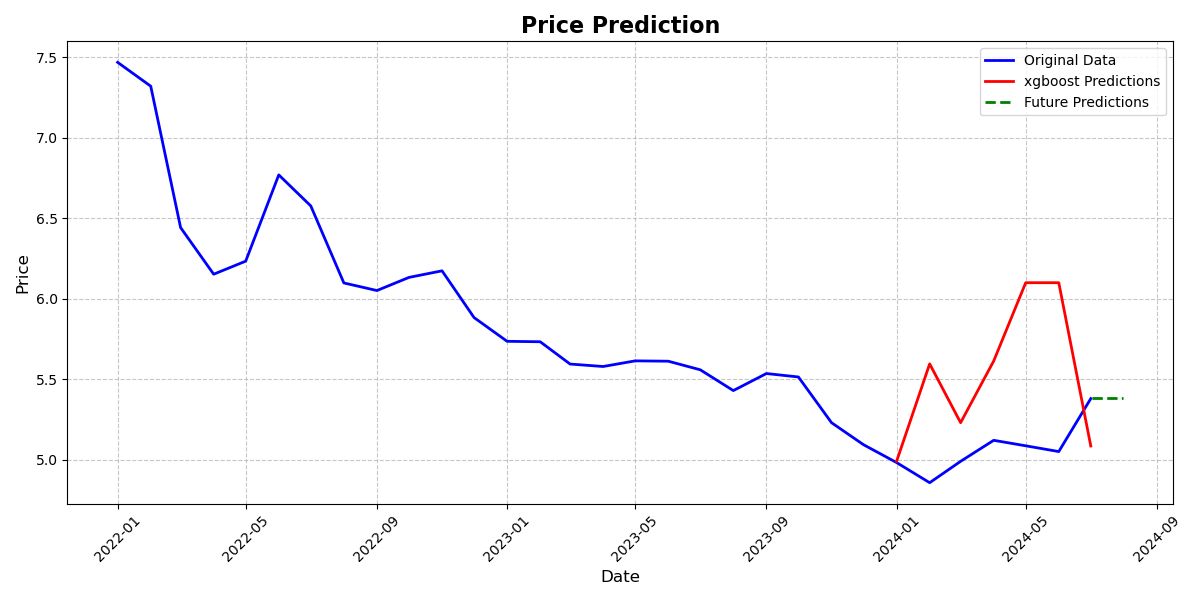 Price Prediction
Original Data
xgboost Predictions
Future Predictions
Price
7.5
7.0
6.5
6.0
5.5
5.0
2022-01
2022-05
2022-09
2023-01
2023-05
2023-09
2024-01
2024-05
2024-09
Date